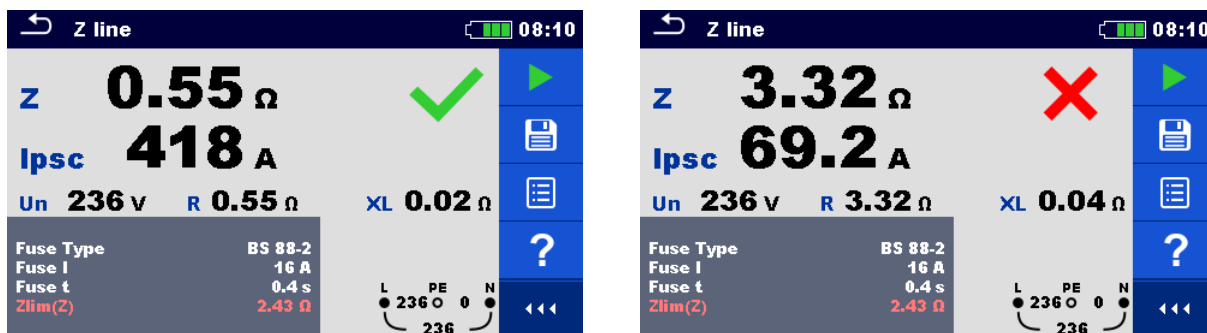 Z line 08:10
Z 0.55 Ω
Ipsc 418 A
Un 236 V R 0.55 Ω XL 0.02 Ω
Fuse Type BS 88-2
Fuse I 16 A
Fuse t 0.4 s
Zlim(Z) 2.43 Ω
?
L PE N
236 0
236
Z line 08:10
Z 3.32 Ω
Ipsc 69.2 A
Un 236 V R 3.32 Ω XL 0.04 Ω
Fuse Type BS 88-2
Fuse I 16 A
Fuse t 0.4 s
Zlim(Z) 2.43 Ω
?
L PE N
236 0
236